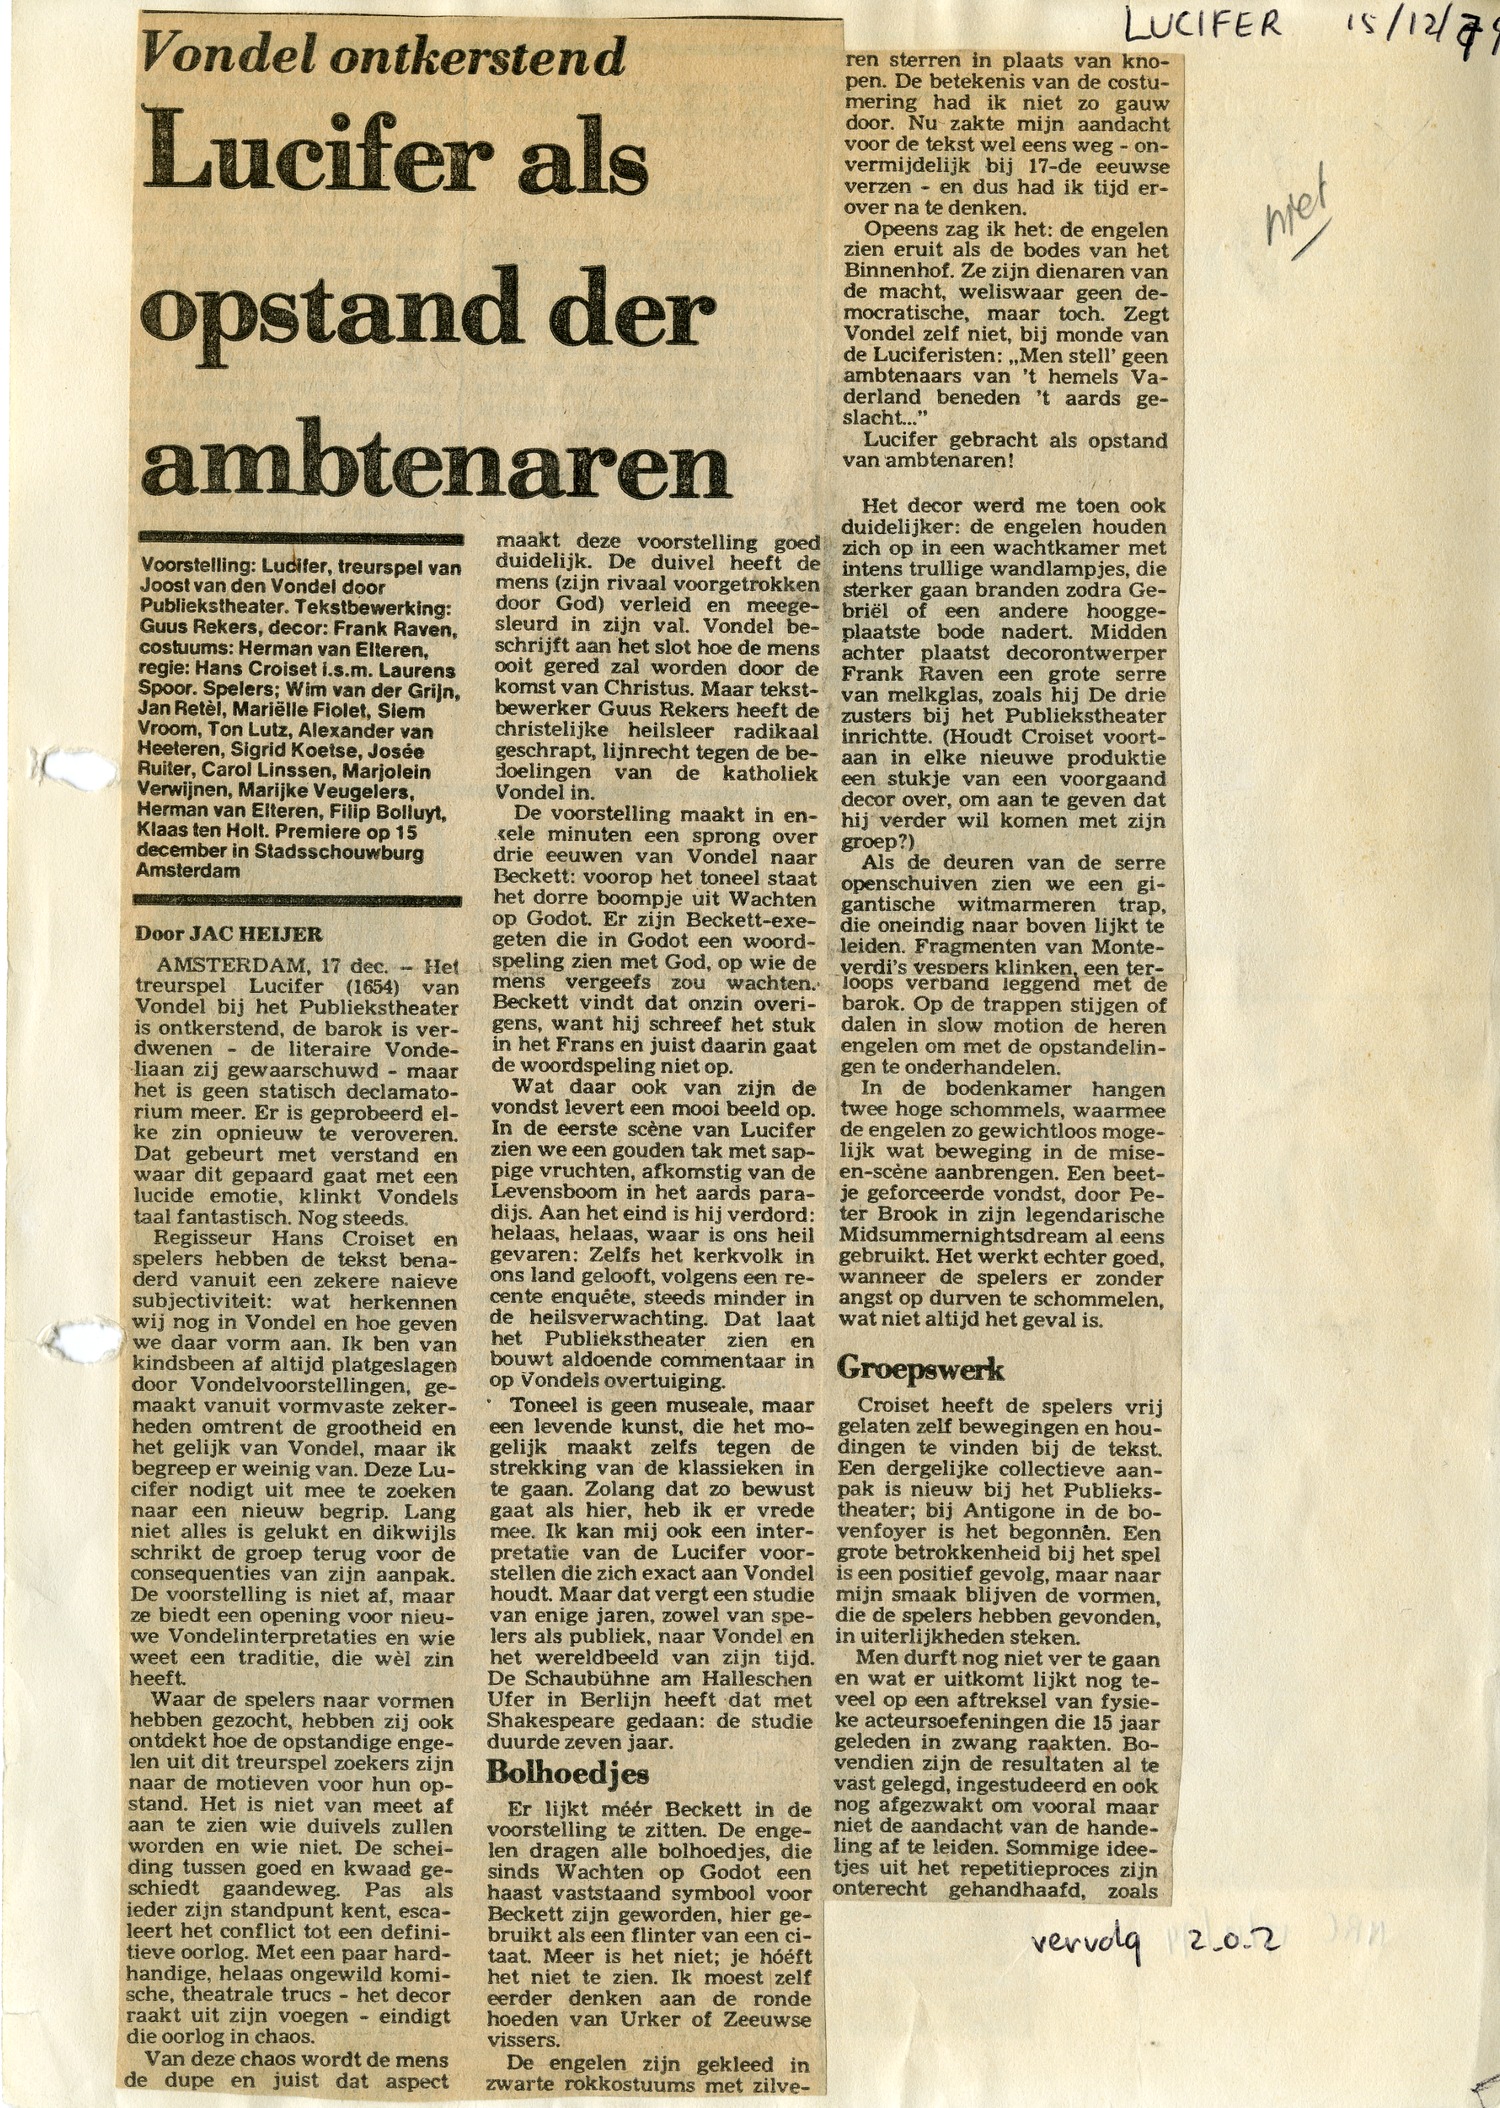 LUCIFER 15/12/79
niet
Vondel ontkerstend
Lucifer als
opstand der
ambtenaren
Voorstelling: Lucifer, treurspel van
Joost van den Vondel door
Publiekstheater. Tekstbewerking:
Guus Rekers, decor: Frank Raven,
costuums: Herman van Elteren,
regie: Hans Croiset i.s.m. Laurens
Spoor. Spelers; Wim van der Grijn,
Jan Retèl, Mariëlle Fiolet, Siem
Vroom, Ton Lutz, Alexander van
Heeteren, Sigrid Koetse, Josée
Ruiter, Carol Linssen, Marjolein
Verwijnen, Marijke Veugelers,
Herman van Elteren, Filip Bolluyt,
Klaas ten Holt. Premiere op 15
december in Stadsschouwburg
Amsterdam
Door JAC HEIJER
AMSTERDAM, 17 dec. – Het
treurspel Lucifer (1654) van
Vondel bij het Publiekstheater
is ontkerstend, de barok is ver-
dwenen - de literaire Vonde-
liaan zij gewaarschuwd - maar
het is geen statisch declamato-
rium meer. Er is geprobeerd el-
ke zin opnieuw te veroveren.
Dat gebeurt met verstand en
waar dit gepaard gaat met een
lucide emotie, klinkt Vondels
taal fantastisch. Nog steeds.
Regisseur Hans Croiset en
spelers hebben de tekst bena-
derd vanuit een zekere naieve
subjectiviteit: wat herkennen
wij nog in Vondel en hoe geven
we daar vorm aan. Ik ben van
kindsbeen af altijd platgeslagen
door Vondelvoorstellingen, ge-
maakt vanuit vormvaste zeker-
heden omtrent de grootheid en
het gelijk van Vondel, maar ik
begreep er weinig van. Deze Lu-
cifer nodigt uit mee te zoeken
naar een nieuw begrip. Lang
niet alles is gelukt en dikwijls
schrikt de groep terug voor de
consequenties van zijn aanpak.
De voorstelling is niet af, maar
ze biedt een opening voor nieu-
we Vondelinterpretaties en wie
weet een traditie, die wèl zin
heeft.
Waar de spelers naar vormen
hebben gezocht, hebben zij ook
ontdekt hoe de opstandige enge-
len uit dit treurspel zoekers zijn
naar de motieven voor hun op-
stand. Het is niet van meet af
aan te zien wie duivels zullen
worden en wie niet. De schei-
ding tussen goed en kwaad ge-
schiedt gaandeweg. Pas als
ieder zijn standpunt kent, esca-
leert het conflict tot een defini-
tieve oorlog. Met een paar hard-
handige, helaas ongewild komi-
sche, theatrale trucs - het decor
raakt uit zijn voegen - eindigt
die oorlog in chaos.
Van deze chaos wordt de mens
de dupe en juist dat aspect
maakt deze voorstelling goed
duidelijk. De duivel heeft de
mens (zijn rivaal voorgetrokken
door God) verleid en meege-
sleurd in zijn val. Vondel be-
schrijft aan het slot hoe de mens
ooit gered zal worden door de
komst van Christus. Maar tekst-
bewerker Guus Rekers heeft de
christelijke heilsleer radikaal
geschrapt, lijnrecht tegen de be-
doelingen van de katholiek
Vondel in.
De voorstelling maakt in en-
kele minuten een sprong over
drie eeuwen van Vondel naar
Beckett: voorop het toneel staat
het dorre boompje uit Wachten
op Godot. Er zijn Beckett-exe-
geten die in Godot een woord-
speling zien met God, op wie de
mens vergeefs zou wachten.
Beckett vindt dat onzin overi-
gens, want hij schreef het stuk
in het Frans en juist daarin gaat
de woordspeling niet op.
Wat daar ook van zijn de
vondst levert een mooi beeld op.
In de eerste scène van Lucifer
zien we een gouden tak met sap-
pige vruchten, afkomstig van de
Levensboom in het aards para-
dijs. Aan het eind is hij verdord:
helaas, helaas, waar is ons heil
gevaren: Zelfs het kerkvolk in
ons land gelooft, volgens een re-
cente enquête, steeds minder in
de heilsverwachting. Dat laat
het Publiekstheater zien en
bouwt aldoende commentaar in
op Vondels overtuiging.
Toneel is geen museale, maar
een levende kunst, die het mo-
gelijk maakt zelfs tegen de
strekking van de klassieken in
te gaan. Zolang dat zo bewust
gaat als hier, heb ik er vrede
mee. Ik kan mij ook een inter-
pretatie van de Lucifer voor-
stellen die zich exact aan Vondel
houdt. Maar dat vergt een studie
van enige jaren, zowel van spe-
lers als publiek, naar Vondel en
het wereldbeeld van zijn tijd.
De Schaubühne am Halleschen
Ufer in Berlijn heeft dat met
Shakespeare gedaan: de studie
duurde zeven jaar.
Bolhoedjes
Er lijkt méér Beckett in de
voorstelling te zitten. De enge-
len dragen alle bolhoedjes, die
sinds Wachten op Godot een
haast vaststaand symbool voor
Beckett zijn geworden, hier ge-
bruikt als een flinter van een ci-
taat. Meer is het niet; je hóéft
het niet te zien. Ik moest zelf
eerder denken aan de ronde
hoeden van Urker of Zeeuwse
vissers.
De engelen zijn gekleed in
zwarte rokkostuums met zilve-
ren sterren in plaats van kno-
pen. De betekenis van de costu-
mering had ik niet zo gauw
door. Nu zakte mijn aandacht
voor de tekst wel eens weg - on-
vermijdelijk bij 17-de eeuwse
verzen - en dus had ik tijd er-
over na te denken.
Opeens zag ik het: de engelen
zien eruit als de bodes van het
Binnenhof. Ze zijn dienaren van
de macht, weliswaar geen de-
mocratische, maar toch. Zegt
Vondel zelf niet, bij monde van
de Luciferisten: „Men stell' geen
ambtenaars van 't hemels Va-
derland beneden 't aards ge-
slacht..."
Lucifer gebracht als opstand
van ambtenaren!
Het decor werd me toen ook
duidelijker: de engelen houden
zich op in een wachtkamer met
intens trullige wandlampjes, die
sterker gaan branden zodra Ge-
briël of een andere hoogge-
plaatste bode nadert. Midden
achter plaatst decorontwerper
Frank Raven een grote serre
van melkglas, zoals hij De drie
zusters bij het Publiekstheater
inrichtte. (Houdt Croiset voort-
aan in elke nieuwe produktie
een stukje van een voorgaand
decor over, om aan te geven dat
hij verder wil komen met zijn
groep?)
Als de deuren van de serre
openschuiven zien we een gi-
gantische witmarmeren trap,
die oneindig naar boven lijkt te
leiden. Fragmenten van Monte-
verdi's vespers klinken, een ter-
loops verband leggend met de
barok. Op de trappen stijgen of
dalen in slow motion de heren
engelen om met de opstandelin-
gen te onderhandelen.
In de bodenkamer hangen
twee hoge schommels, waarmee
de engelen zo gewichtloos moge-
lijk wat beweging in de mise-
en-scène aanbrengen. Een beet-
je geforceerde vondst, door Pe-
ter Brook in zijn legendarische
Midsummernightsdream al eens
gebruikt. Het werkt echter goed,
wanneer de spelers er zonder
angst op durven te schommelen,
wat niet altijd het geval is.
Groepswerk
Croiset heeft de spelers vrij
gelaten zelf bewegingen en hou-
dingen te vinden bij de tekst.
Een dergelijke collectieve aan-
pak is nieuw bij het Publieks-
theater; bij Antigone in de bo-
venfoyer is het begonnèn. Een
grote betrokkenheid bij het spel
is een positief gevolg, maar naar
mijn smaak blijven de vormen,
die de spelers hebben gevonden,
in uiterlijkheden steken.
Men durft nog niet ver te gaan
en wat er uitkomt lijkt nog te-
veel op een aftreksel van fysie-
ke acteursoefeningen die 15 jaar
geleden in zwang raakten. Bo-
vendien zijn de resultaten al te
vast gelegd, ingestudeerd en ook
nog afgezwakt om vooral maar
niet de aandacht van de hande-
ling af te leiden. Sommige idee-
tjes uit het repetitieproces zijn
onterecht gehandhaafd, zoals
vervolg z.o.z